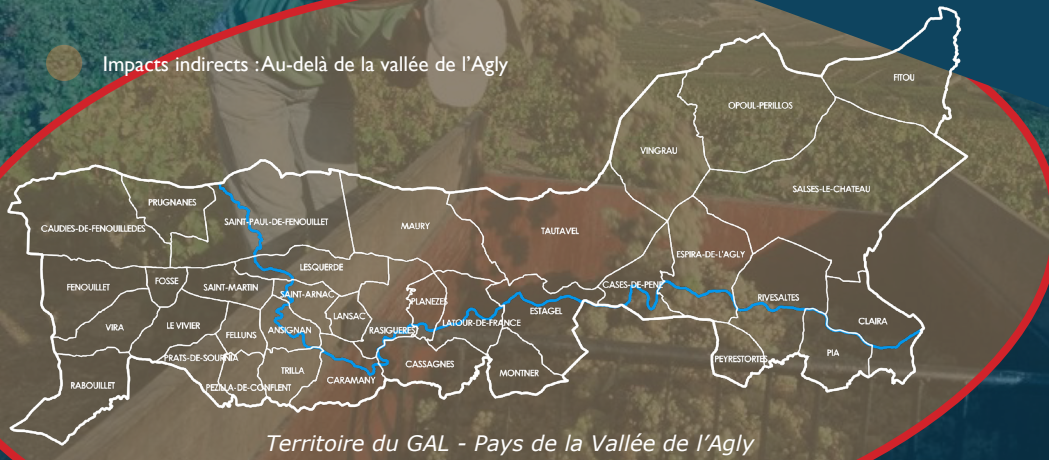 Impacts indirects : Au-delà de la vallée de l'Agly
FITOU
OPOUL-PERILLOS
VINGRAU
SALSES-LE-CHATEAU
PRUGNANES
SAINT-PAUL-DE-FENOUILLET
CAUDIES-DE-FENOUILLEDES
MAURY
TAUTAVEL
ESPIRA-DE-L'AGLY
LESQUERDE
FOSSE
FENOUILLET
SAINT-MARTIN
SAINT-ARNAC
CASES-DE-PENE
RIVESALTES
PLANEZES
ESTAGEL
LANSAC
CLAIRA
VIRA
LE VIVIER
FELLUNS
ANSIGNAN
RASIGUERES
LATOUR-DE-FRANCE
PIA
PRATS-DE-SOURNIA
PEYRESTORTES
CASSAGNES
TRILLA
MONTNER
CARAMANY
RABOUILLET
PEZILLA-DE-CONFLENT
Territoire du GAL - Pays de la Vallée de l'Agly